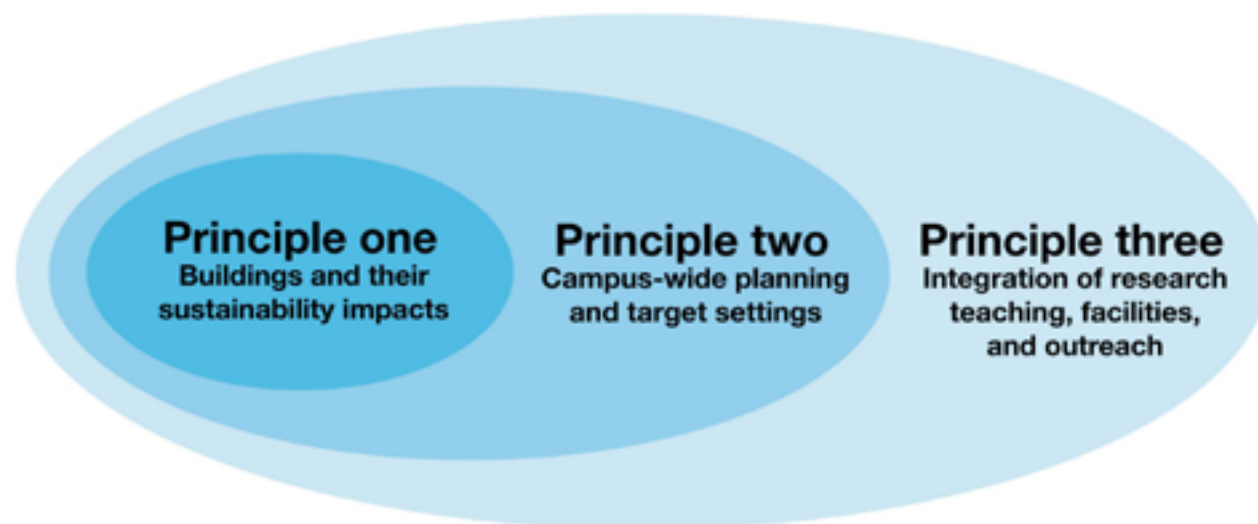 Principle one
Buildings and their
sustainability impacts
Principle two
Campus-wide planning
and target settings
Principle three
Integration of research
teaching, facilities,
and outreach